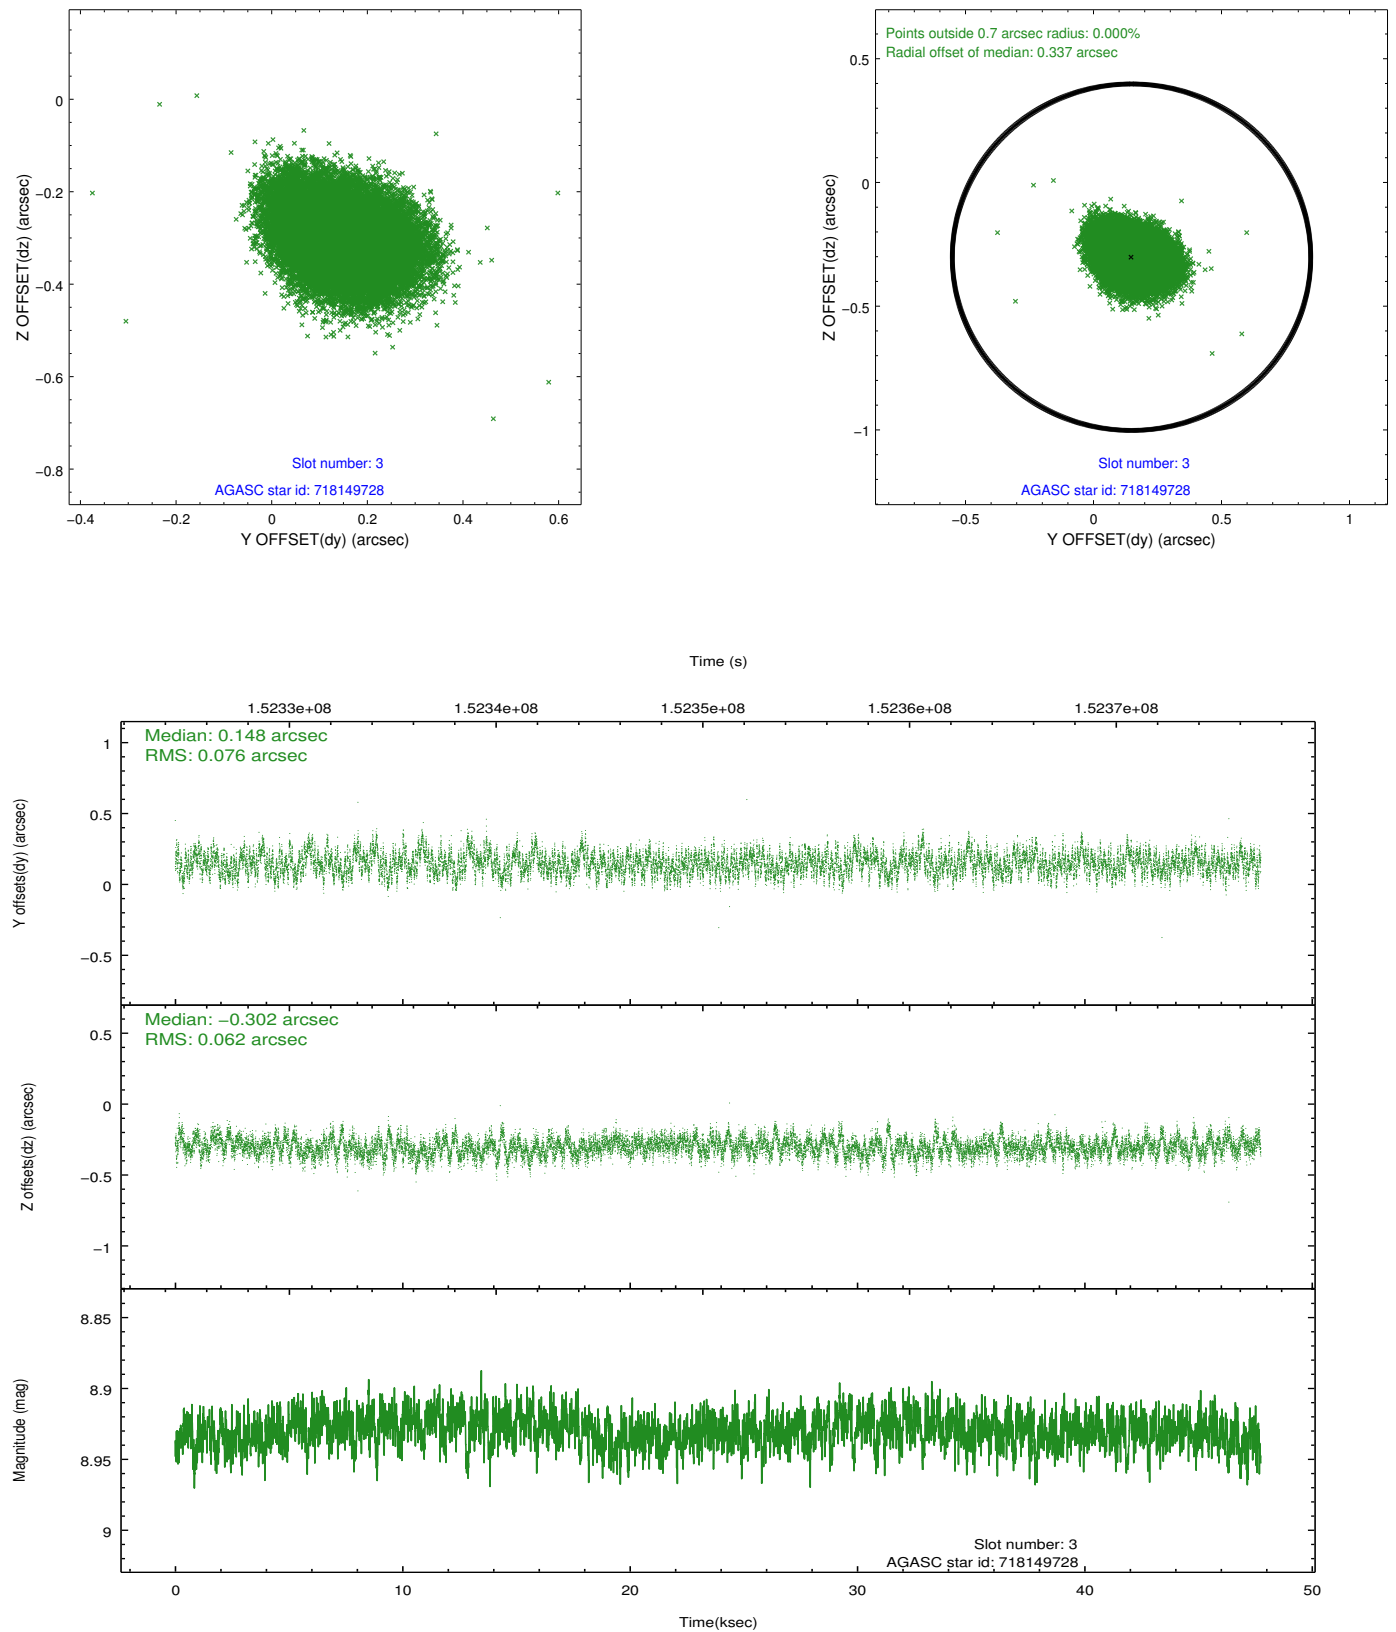 0
−0.2
−0.4
−0.6
−0.8
Z OFFSET(dz) (arcsec)
Slot number: 3
AGASC star id: 718149728
−0.4
−0.2
0
0.2
0.4
0.6
Y OFFSET(dy) (arcsec)
Points outside 0.7 arcsec radius: 0.000%
Radial offset of median: 0.337 arcsec
0.5
0
−0.5
−1
Z OFFSET(dz) (arcsec)
Slot number: 3
AGASC star id: 718149728
−0.5
0
0.5
1
Y OFFSET(dy) (arcsec)
Time (s)
1.5233e+08
1.5234e+08
1.5235e+08
1.5236e+08
1.5237e+08
Median: 0.148 arcsec
RMS: 0.076 arcsec
1
0.5
0
−0.5
Y offsets(dy) (arcsec)
Median: −0.302 arcsec
RMS: 0.062 arcsec
0.5
0
−0.5
−1
Z offsets(dz) (arcsec)
8.85
8.9
8.95
9
Magnitude (mag)
Slot number: 3
AGASC star id: 718149728
0
10
20
30
40
50
Time(ksec)